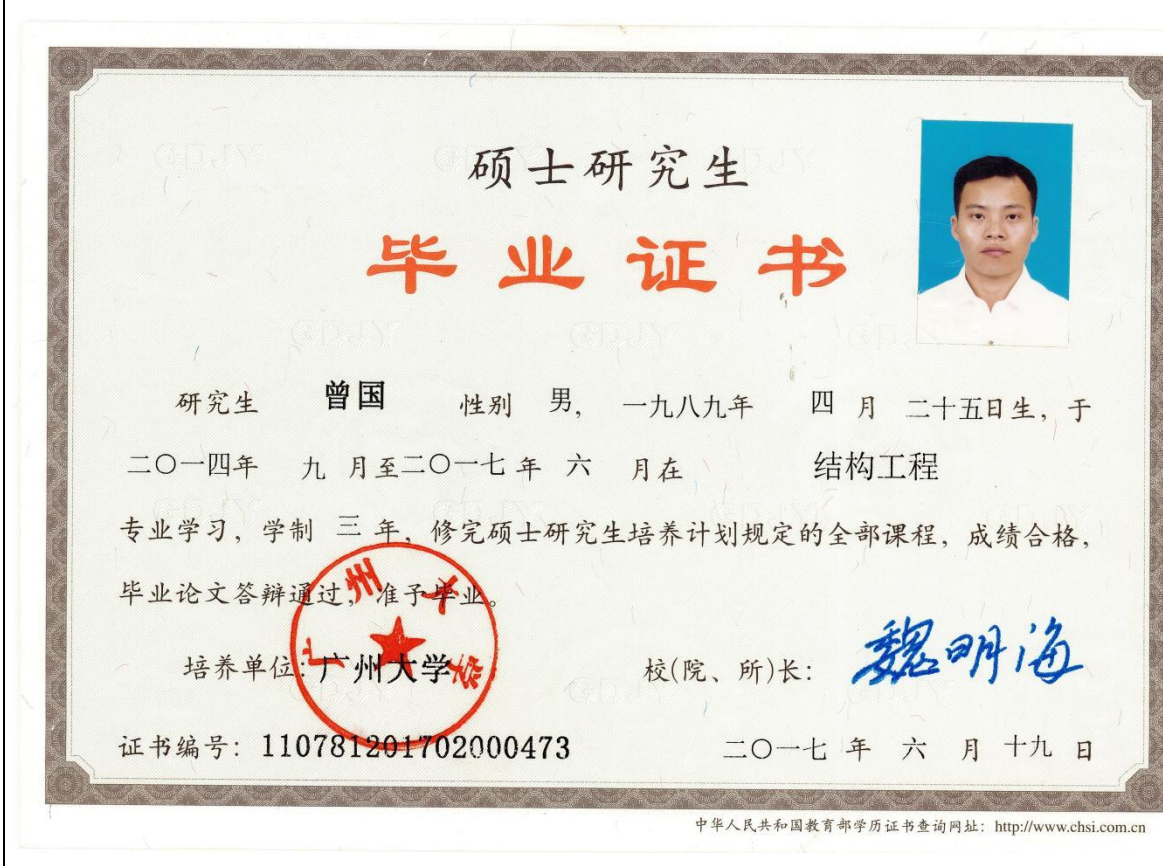 硕士研究生
毕业证书
研究生 曾国 性别 男, 一九八九年 四 月 二十五日生, 于
二〇一四年 九 月至二〇一七年 六 月在 结构工程
专业学习, 学制 三 年, 修完硕士研究生培养计划规定的全部课程, 成绩合格,
毕业论文答辩通过, 准予毕业。
广州大学
培养单位: 广州大学 校(院、所)长: 魏明海
证书编号: 110781201702000473 二〇一七 年 六 月 十九 日
中华人民共和国教育部学历证书查询网址: http://www.chsi.com.cn